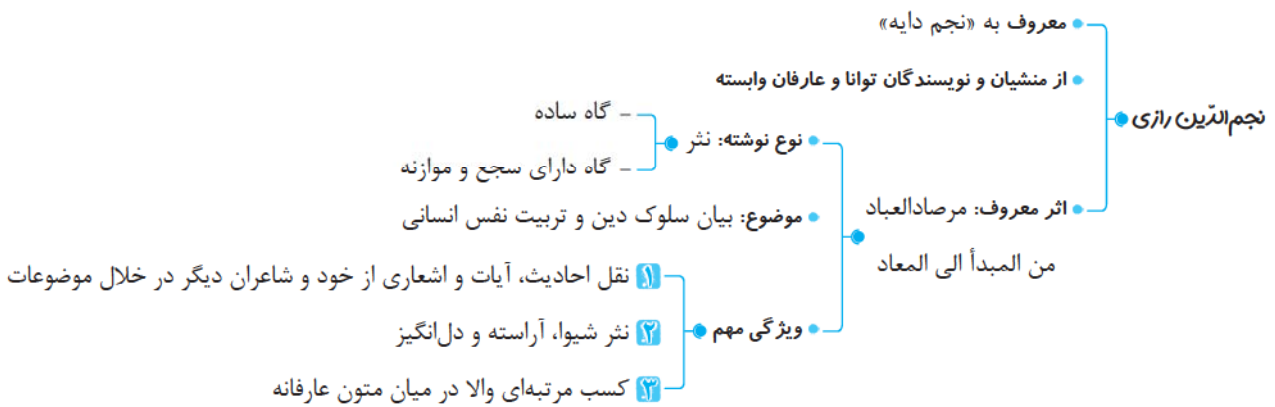 نجم‌الدّین رازی
معروف به «نجم دایه»
از منشیان و نویسندگان توانا و عارفان وابسته
اثر معروف: مرصادالعباد
من المبدأ الی المعاد
نوع نوشته: نثر
– گاه ساده
– گاه دارای سجع و موازنه
موضوع: بیان سلوک دین و تربیت نفس انسانی
ویژگی مهم
۱ نقل احادیث، آیات و اشعاری از خود و شاعران دیگر در خلال موضوعات
۲ نثر شیوا، آراسته و دل‌انگیز
۳ کسب مرتبه‌ای والا در میان متون عارفانه